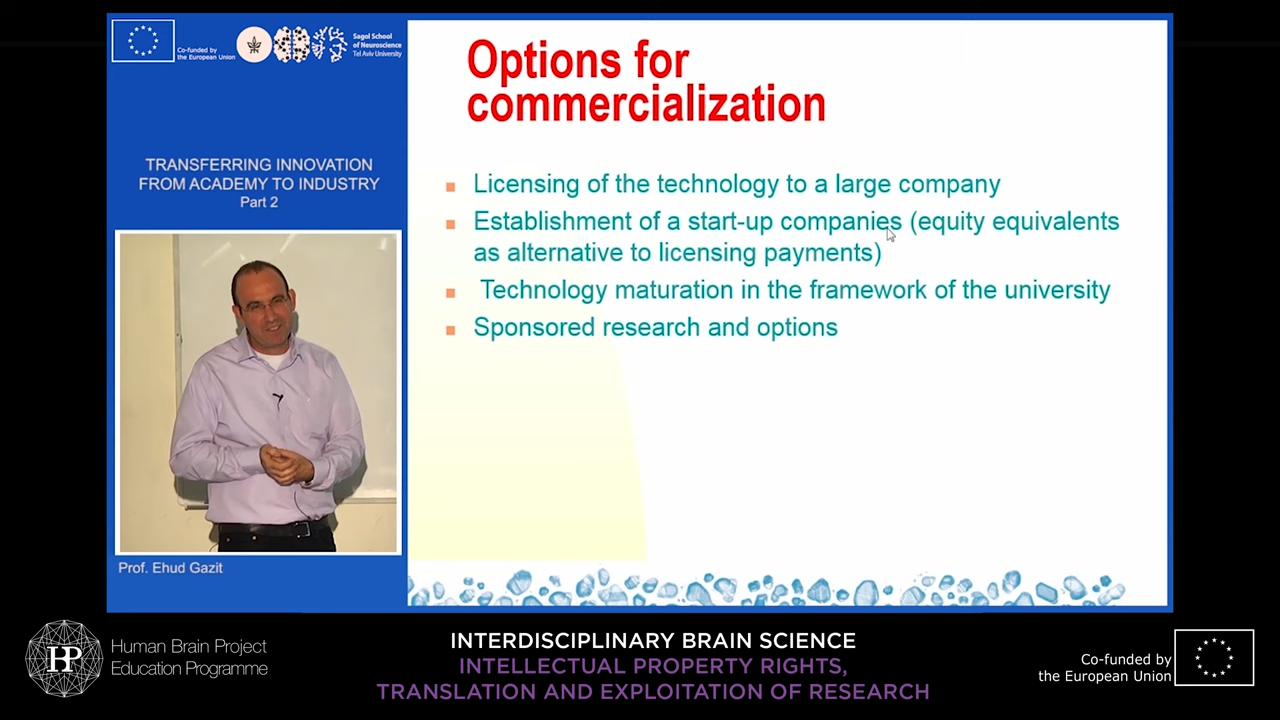 Co-funded by
the European Union
Sagol School
of Neuroscience
Tel Aviv University
TRANSFERRING INNOVATION
FROM ACADEMY TO INDUSTRY
Part 2
Prof. Ehud Gazit
Options for
commercialization
Licensing of the technology to a large company
Establishment of a start-up companies (equity equivalents
as alternative to licensing payments)
Technology maturation in the framework of the university
Sponsored research and options
HP
Human Brain Project
Education Programme
INTERDISCIPLINARY BRAIN SCIENCE
INTELLECTUAL PROPERTY RIGHTS,
TRANSLATION AND EXPLOITATION OF RESEARCH
Co-funded by
the European Union